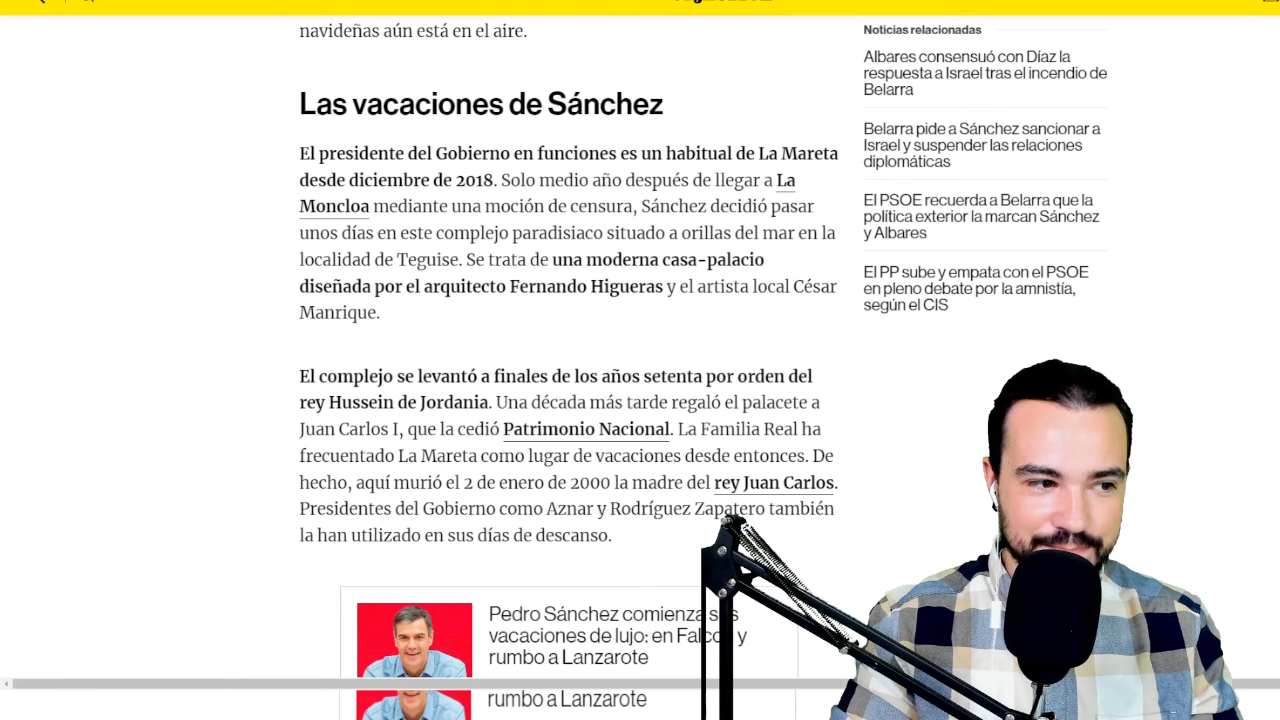 navideñas aún está en el aire.
Las vacaciones de Sánchez
El presidente del Gobierno en funciones es un habitual de La Mareta
desde diciembre de 2018. Solo medio año después de llegar a La
Moncloa mediante una moción de censura, Sánchez decidió pasar
unos días en este complejo paradisiaco situado a orillas del mar en la
localidad de Teguise. Se trata de una moderna casa-palacio
diseñada por el arquitecto Fernando Higueras y el artista local César
Manrique.
El complejo se levantó a finales de los años setenta por orden del
rey Hussein de Jordania. Una década más tarde regaló el palacete a
Juan Carlos I, que la cedió Patrimonio Nacional. La Familia Real ha
frecuentado La Mareta como lugar de vacaciones desde entonces. De
hecho, aquí murió el 2 de enero de 2000 la madre del rey Juan Carlos.
Presidentes del Gobierno como Aznar y Rodríguez Zapatero también
la han utilizado en sus días de descanso.
Pedro Sánchez comienza sus
vacaciones de lujo: en Falcon y
rumbo a Lanzarote
rumbo a Lanzarote
Noticias relacionadas
Albares consensuó con Díaz la
respuesta a Israel tras el incendio de
Belarra
Belarra pide a Sánchez sancionar a
Israel y suspender las relaciones
diplomáticas
El PSOE recuerda a Belarra que la
política exterior la marcan Sánchez
y Albares
El PP sube y empata con el PSOE
en pleno debate por la amnistía,
según el CIS